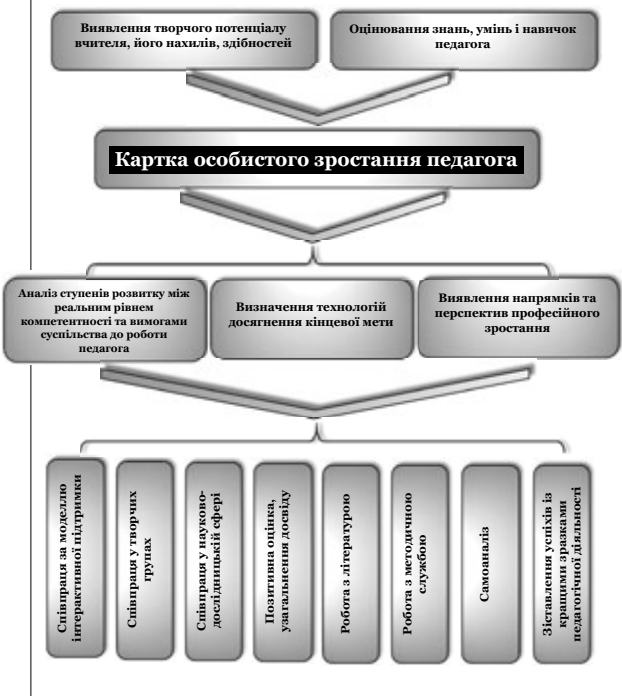 Виявлення творчого потенціалу
вчителя, його нахилів, здібностей
Оцінювання знань, умінь і навичок
педагога
Картка особистого зростання педагога
Аналіз ступенів розвитку між
реальним рівнем
компетентності та вимогами
суспільства до роботи
педагога
Визначення технологій
досягнення кінцевої мети
Виявлення напрямків та
перспектив професійного
зростання
Співпраця за моделлю
інтерактивної підтримки
Співпраця у творчих
групах
Співпраця у науково-
дослідницькій сфері
Позитивна оцінка,
узагальнення досвіду
Робота з літературою
Робота з методичною
службою
Самоаналіз
Зіставлення успіхів із
кращими зразками
педагогічної діяльності